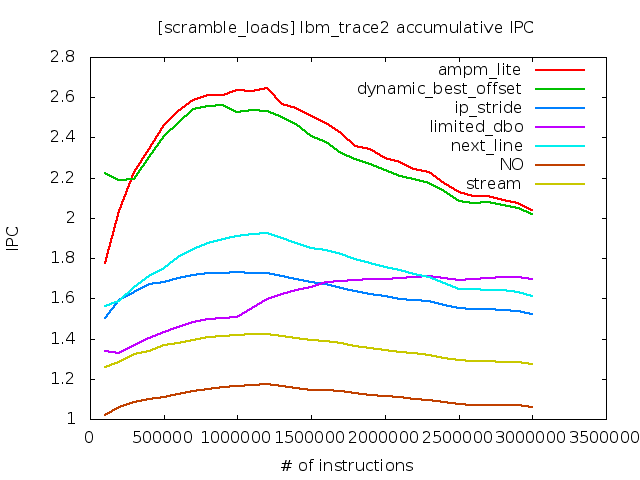 [scramble_loads] lbm_trace2 accumulative IPC
2.8
2.6
2.4
2.2
2
1.8
1.6
1.4
1.2
1
IPC
ampm_lite
dynamic_best_offset
ip_stride
limited_dbo
next_line
NO
stream
0 500000 1000000 1500000 2000000 2500000 3000000 3500000
# of instructions